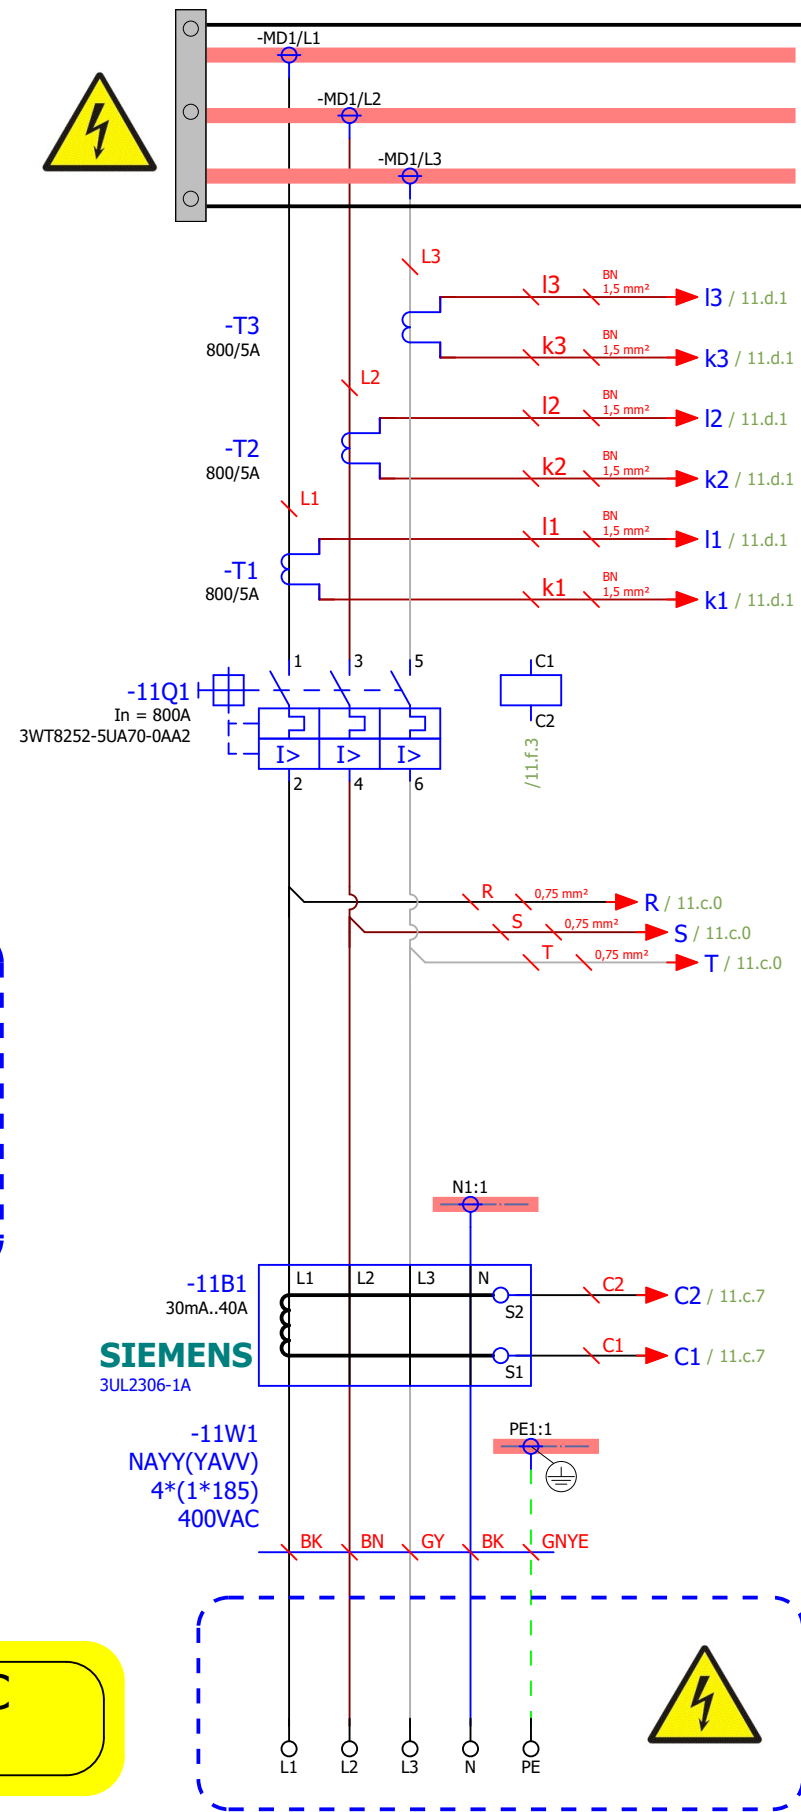 -MD1/L1
-MD1/L2
-MD1/L3
L3
l3 BN 1,5 mm² l3 / 11.d.1
-T3
800/5A
k3 BN 1,5 mm² k3 / 11.d.1
L2
l2 BN 1,5 mm² l2 / 11.d.1
-T2
800/5A
k2 BN 1,5 mm² k2 / 11.d.1
L1
l1 BN 1,5 mm² l1 / 11.d.1
-T1
800/5A
k1 BN 1,5 mm² k1 / 11.d.1
1 3 5 C1
-11Q1
In = 800A
3WT8252-5UA70-0AA2
C2
I> I> I>
/11.f.3
2 4 6
R 0,75 mm² R / 11.c.0
S 0,75 mm² S / 11.c.0
T 0,75 mm² T / 11.c.0
N1:1
-11B1
30mA..40A
L1 L2 L3 N
S2 C2 C2 / 11.c.7
SIEMENS
3UL2306-1A
S1 C1 C1 / 11.c.7
-11W1
NAYY(YAVV)
4*(1*185)
400VAC
PE1:1
BK BN GY BK GNYE
C
L1 L2 L3 N PE